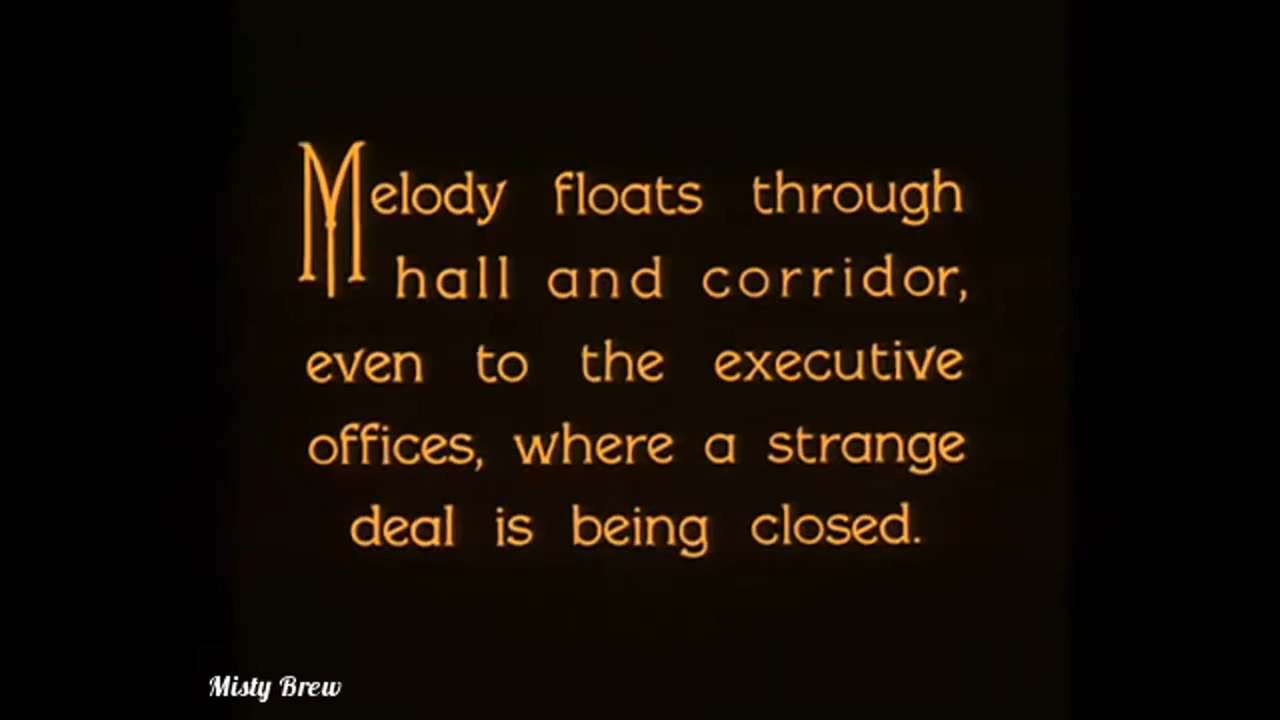 Melody floats through
hall and corridor,
even to the executive
offices, where a strange
deal is being closed.
Misty Brew